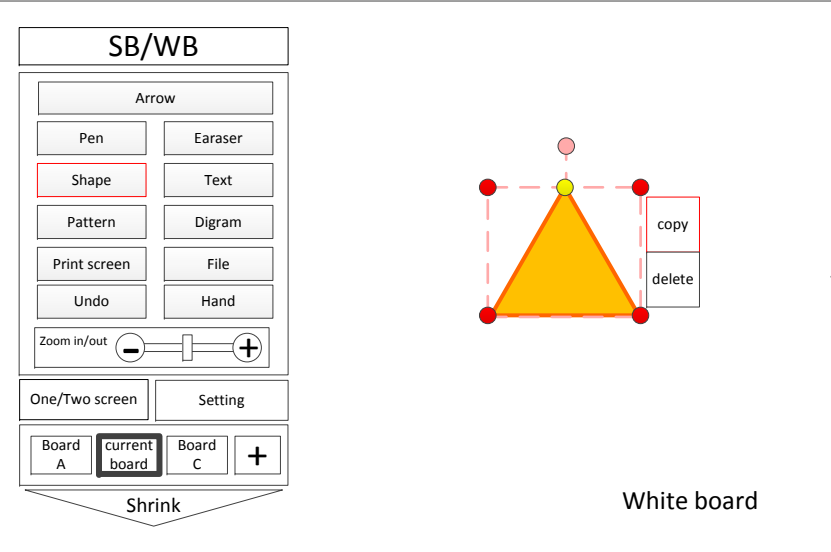 SB/WB
Arrow
Pen
Earaser
Shape
Text
Pattern
Digram
Print screen
File
Undo
Hand
Zoom in/out
One/Two screen
Setting
Board
A
current
board
Board
C
+
Shrink
copy
delete
White board